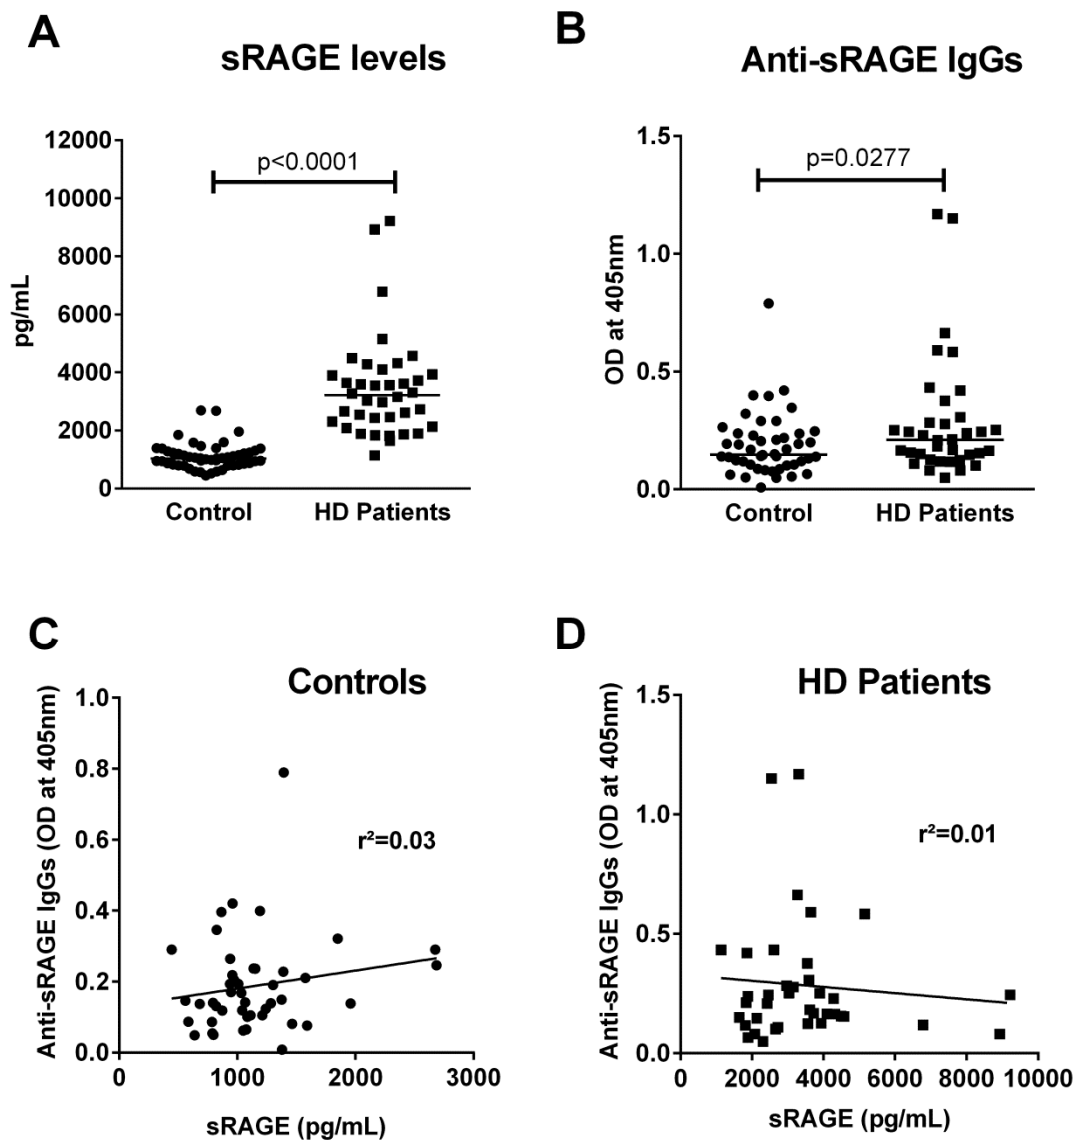 A
sRAGE levels
pg/mL
12000
10000
8000
6000
4000
2000
0
p<0.0001
Control
HD Patients
B
Anti-sRAGE IgGs
OD at 405nm
1.5
1.0
0.5
0.0
p=0.0277
Control
HD Patients
C
Controls
Anti-sRAGE IgGs (OD at 405nm)
1.0
0.8
0.6
0.4
0.2
0.0
r²=0.03
0
1000
2000
3000
sRAGE (pg/mL)
D
HD Patients
Anti-sRAGE IgGs (OD at 405nm)
1.5
1.0
0.5
0.0
r²=0.01
0
2000
4000
6000
8000
10000
sRAGE (pg/mL)